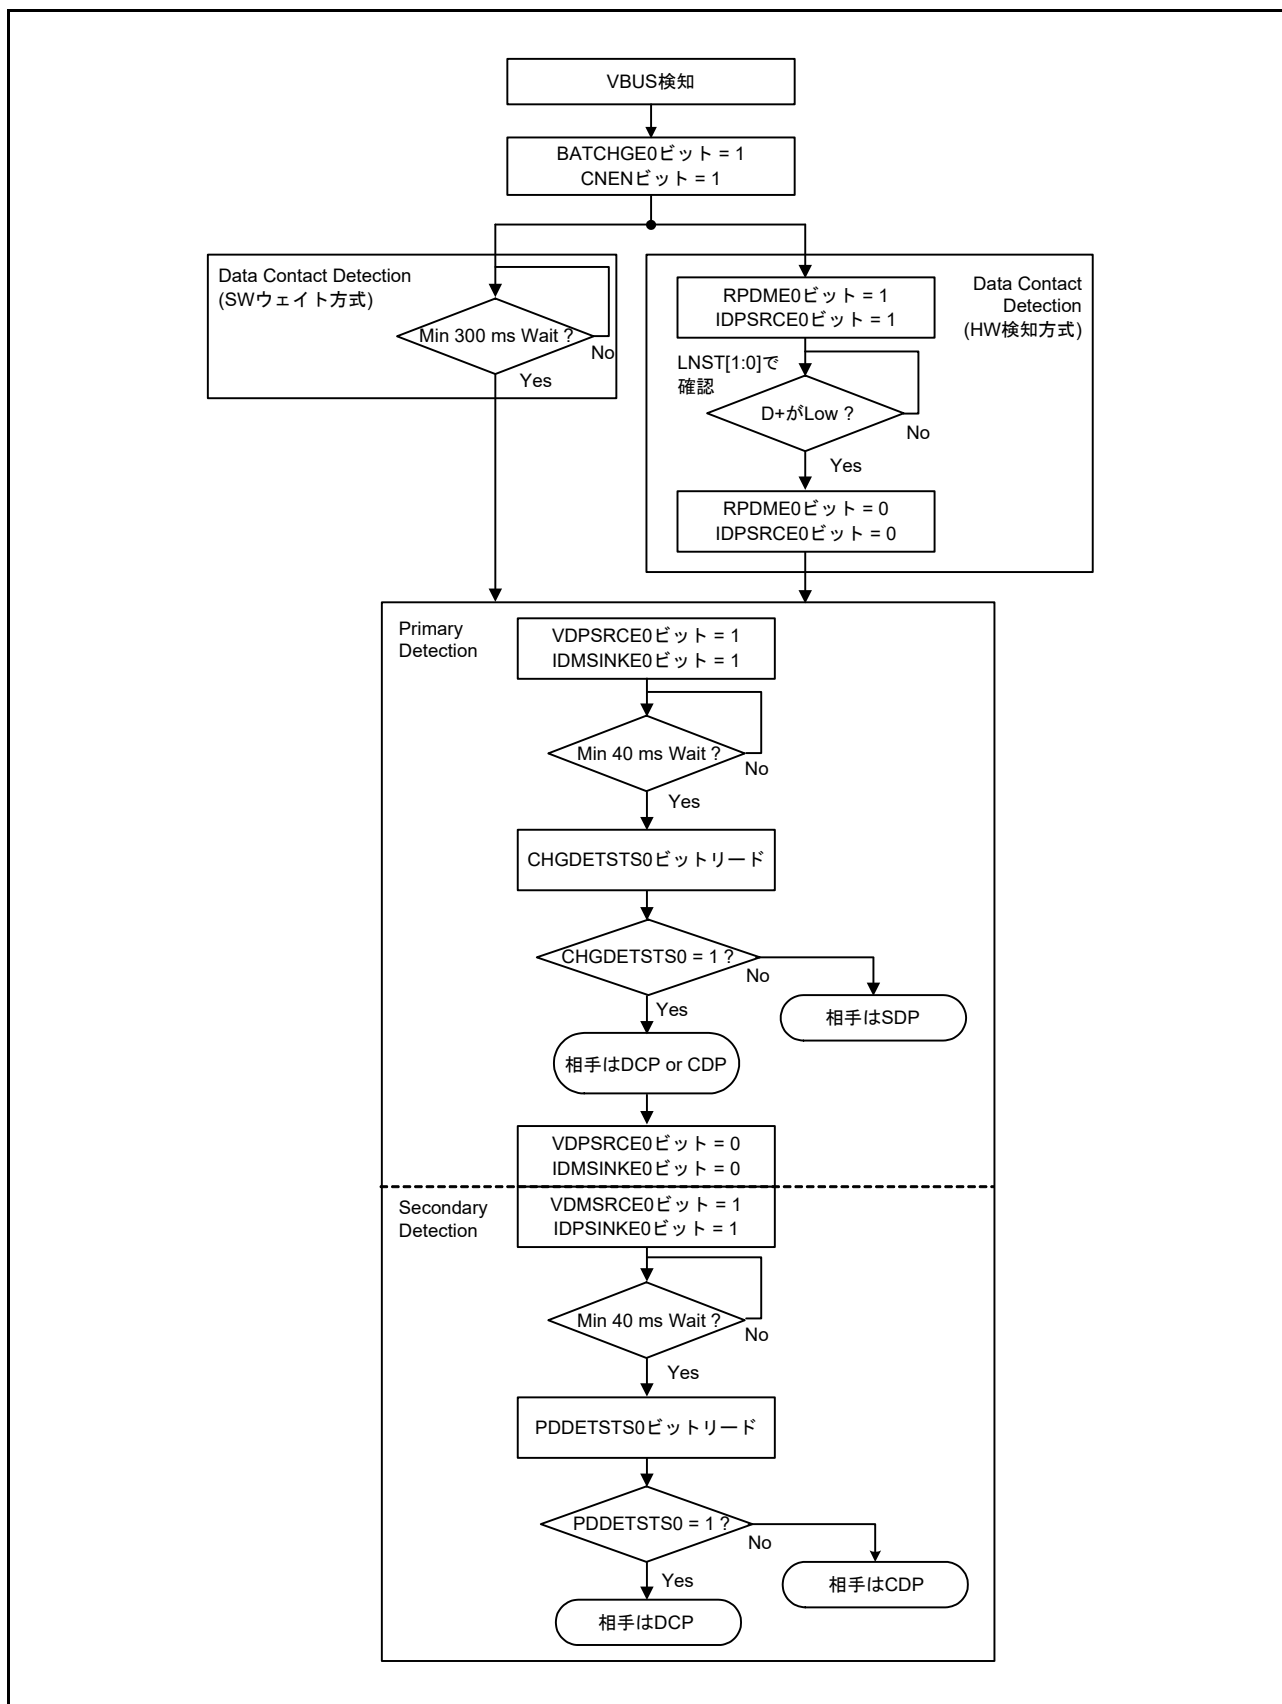 VBUS検知
BATCHGE0ビット = 1
CNENビット = 1
Data Contact Detection
(SWウェイト方式)
Min 300 ms Wait ?
No
Yes
Data Contact
Detection
(HW検知方式)
RPDME0ビット = 1
IDPSRCE0ビット = 1
LNST[1:0]で
確認
D+がLow ?
No
Yes
RPDME0ビット = 0
IDPSRCE0ビット = 0
Primary
Detection
VDPSRCE0ビット = 1
IDMSINKE0ビット = 1
Min 40 ms Wait ?
No
Yes
CHGDETSTS0ビットリード
CHGDETSTS0 = 1 ?
No
Yes
相手はSDP
相手はDCP or CDP
VDPSRCE0ビット = 0
IDMSINKE0ビット = 0
Secondary
Detection
VDMSRCE0ビット = 1
IDPSINKE0ビット = 1
Min 40 ms Wait ?
No
Yes
PDDETSTS0ビットリード
PDDETSTS0 = 1 ?
No
Yes
相手はCDP
相手はDCP